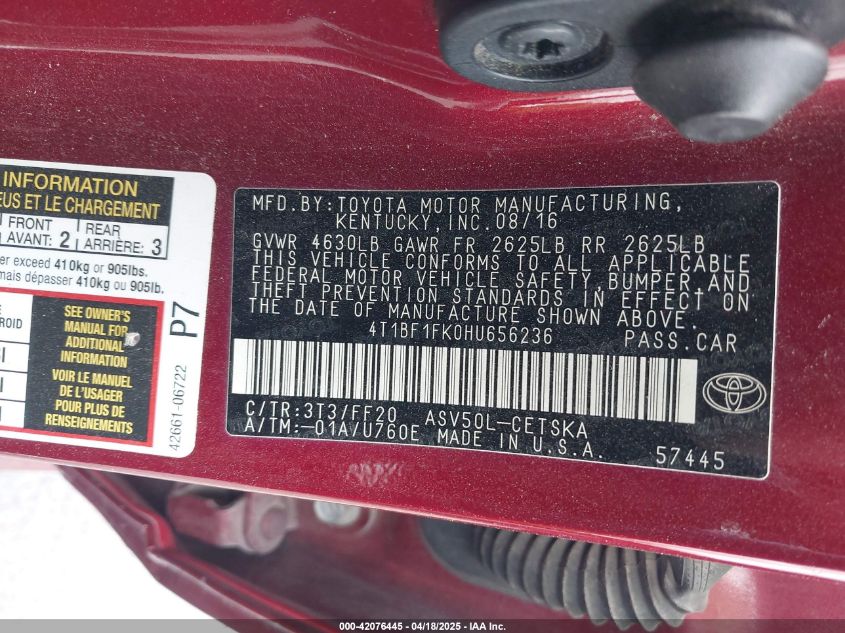 INFORMATION
EUS ET LE CHARGEMENT
FRONT
AVANT: 2
REAR
ARRIÈRE: 3
er exceed 410kg or 905lbs.
mais dépasser 410kg ou 905lb.
SEE OWNER'S
MANUAL FOR
ADDITIONAL
INFORMATION
VOIR LE MANUEL
DE L'USAGER
POUR PLUS DE
RENSEIGNEMENTS
P7
42661-06722
MFD.BY:TOYOTA MOTOR MANUFACTURING,
KENTUCKY,INC.08/16
GVWR 4630LB GAWR FR 2625LB RR 2625LB
THIS VEHICLE CONFORMS TO ALL APPLICABLE
FEDERAL MOTOR VEHICLE SAFETY,BUMPER,AND
THEFT PREVENTION STANDARDS IN EFFECT ON
THE DATE OF MANUFACTURE SHOWN ABOVE.
4T1BF1FK0HU656236 PASS.CAR
C/TR:3T3/FF20 ASV50L-CETSKA
A/TM:-01A/U760E MADE IN U.S.A.
57445
000-42076445 - 04/18/2025 - IAA Inc.